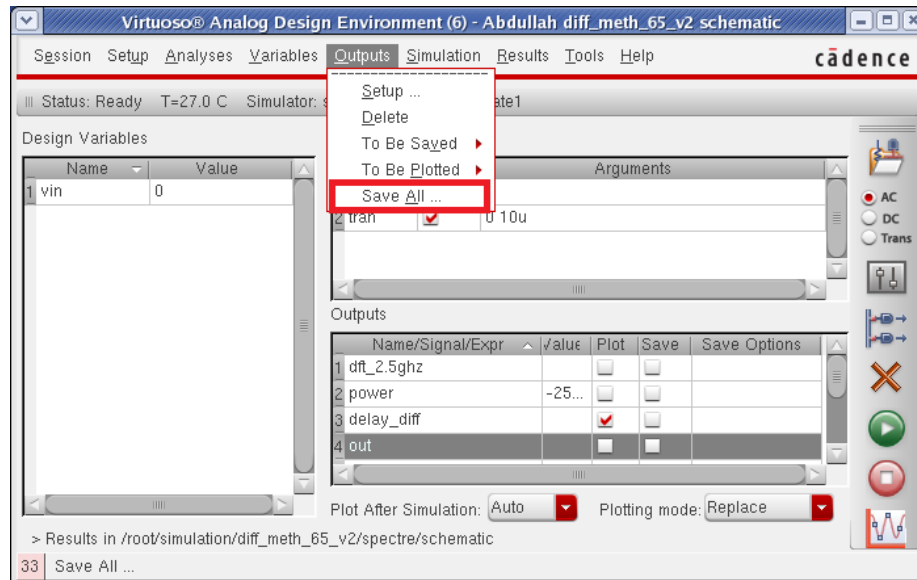 Virtuoso® Analog Design Environment (6) - Abdullah diff_meth_65_v2 schematic
Session Setup Analyses Variables Outputs Simulation Results Tools Help
cādence
Status: Ready T=27.0 C Simulator:
Setup ...
Delete
To Be Saved
To Be Plotted
Save All ...
Design Variables
Name Value
1 vin 0
Arguments
2 tran 0 10u
AC
DC
Trans
Outputs
Name/Signal/Expr Value Plot Save Save Options
1 dft_2.5ghz
2 power -25...
3 delay_diff
4 out
Plot After Simulation: Auto Plotting mode: Replace
> Results in /root/simulation/diff_meth_65_v2/spectre/schematic
33 Save All ...